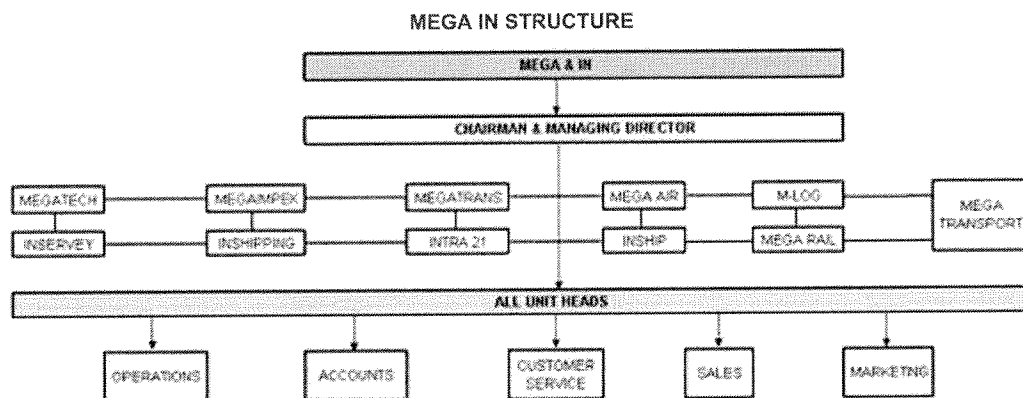 MEGA IN STRUCTURE
MEGA & IN
CHAIRMAN & MANAGING DIRECTOR
MEGATECH
MEGAIMPEX
MEGATRANS
MEGA AIR
M-LOG
MEGA
TRANSPORT
INSERVEY
INSHIPPING
INTRA 21
INSHIP
MEGA RAIL
ALL UNIT HEADS
OPERATIONS
ACCOUNTS
CUSTOMER
SERVICE
SALES
MARKETNG